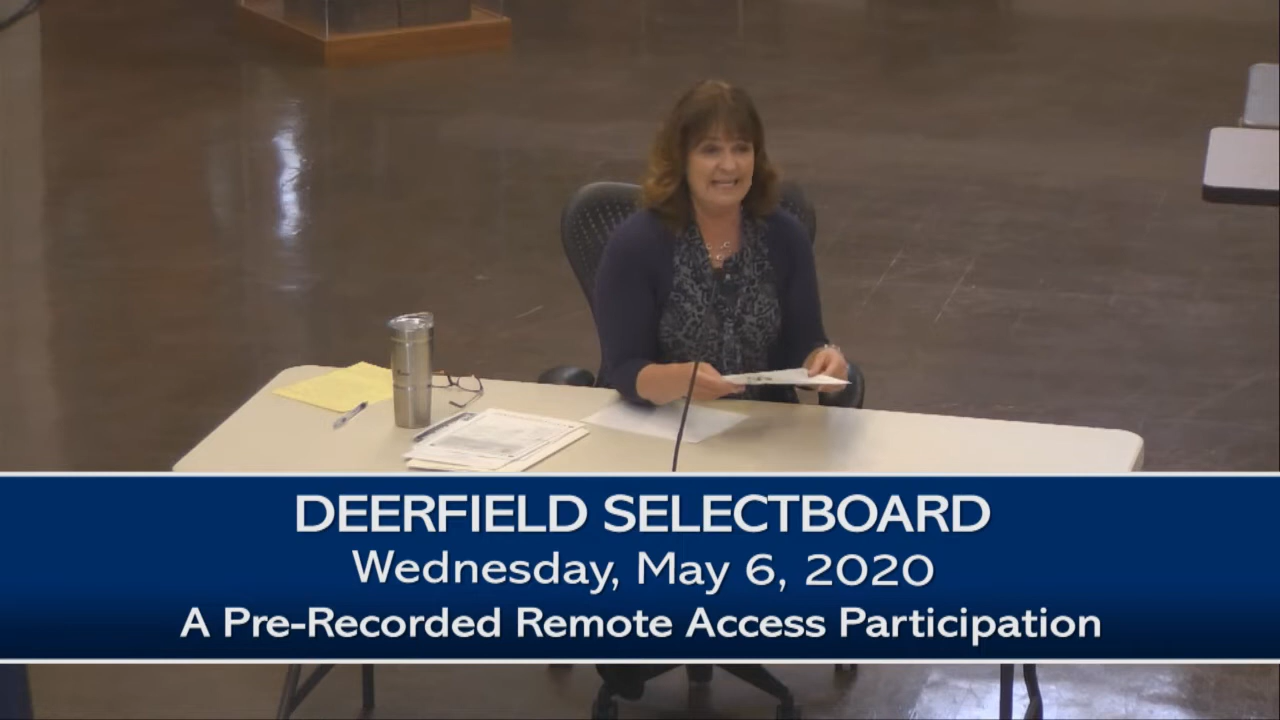 DEERFIELD SELECTBOARD
Wednesday, May 6, 2020
A Pre-Recorded Remote Access Participation